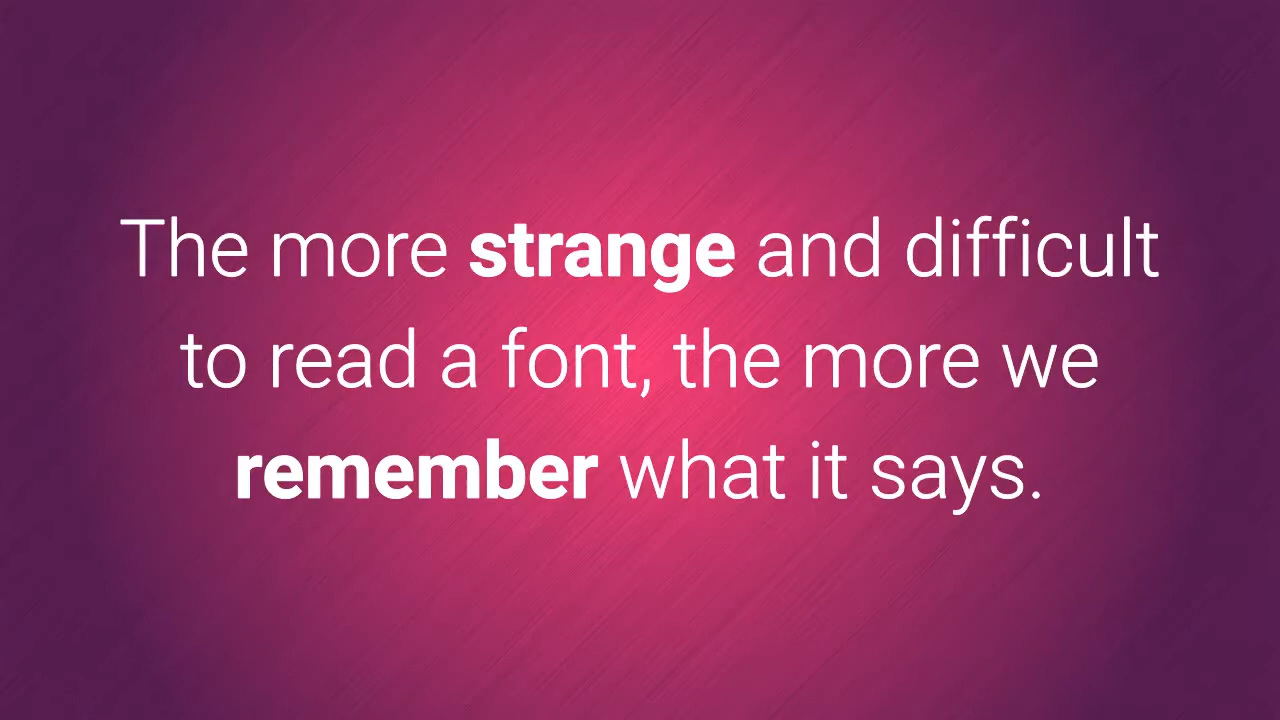 The more strange and difficult
to read a font, the more we
remember what it says.